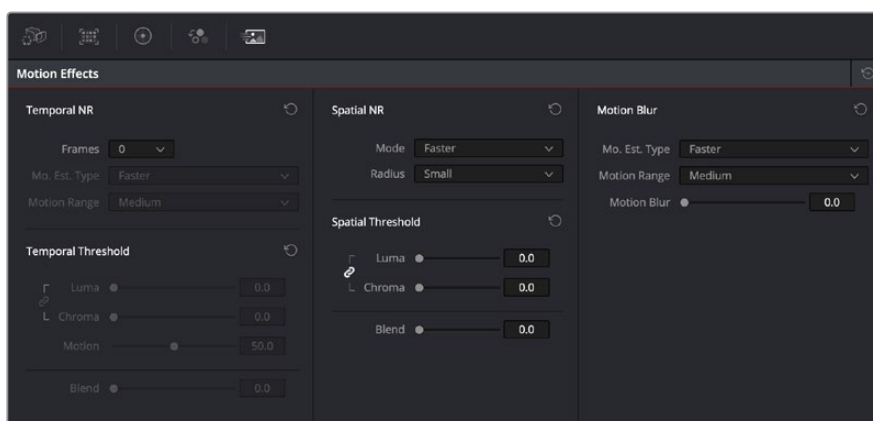 Motion Effects
Temporal NR
Frames 0
Mo. Est. Type Faster
Motion Range Medium
Temporal Threshold
Luma 0.0
Chroma 0.0
Motion 50.0
Blend 0.0
Spatial NR
Mode Faster
Radius Small
Spatial Threshold
Luma 0.0
Chroma 0.0
Blend 0.0
Motion Blur
Mo. Est. Type Faster
Motion Range Medium
Motion Blur 0.0